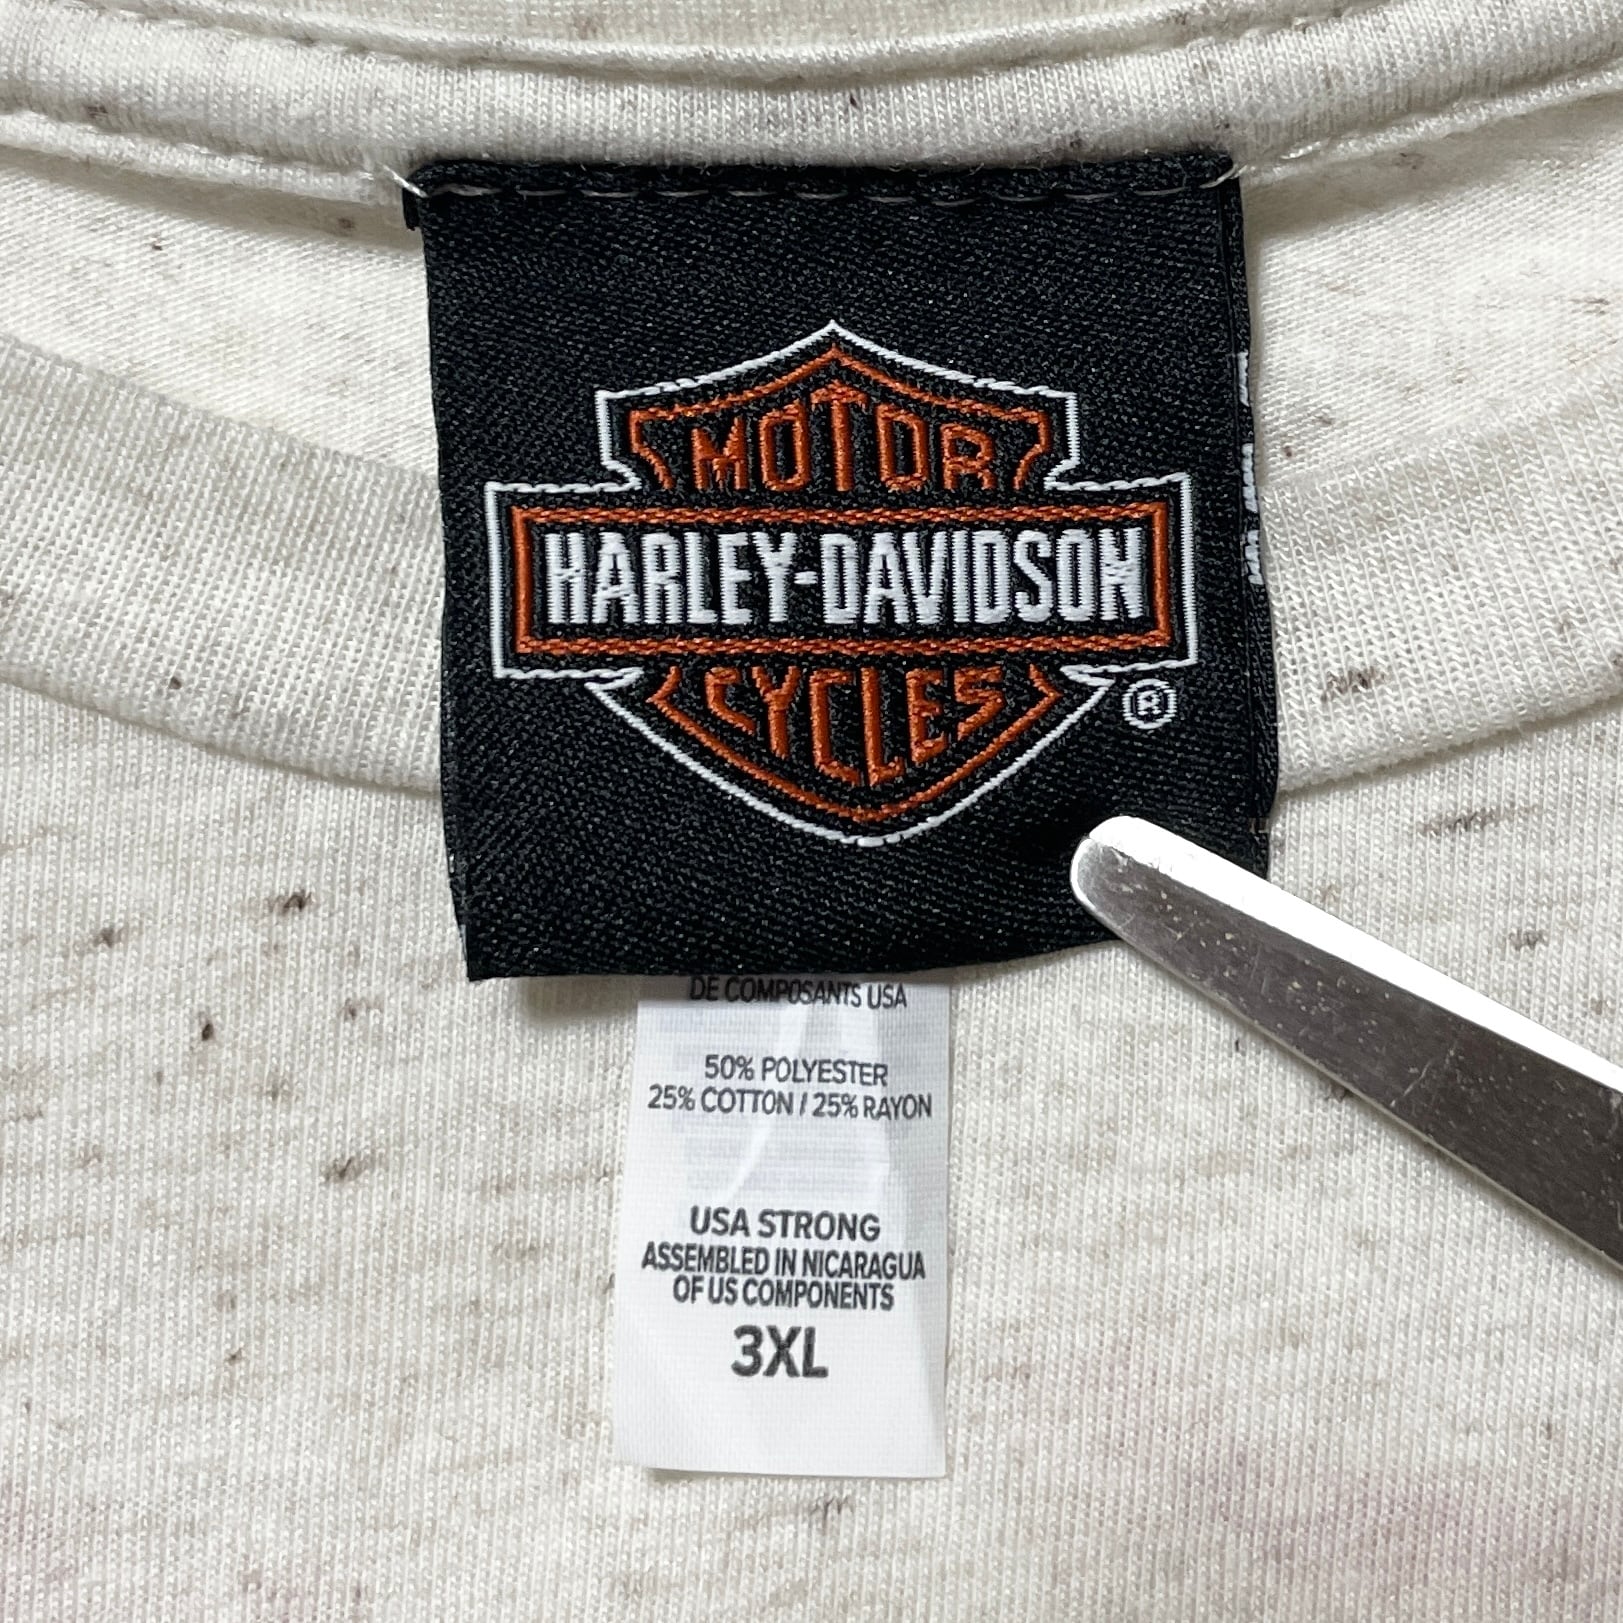 MOTOR
HARLEY-DAVIDSON
CYCLES
®
DE COMPOSANTS USA
50% POLYESTER
25% COTTON / 25% RAYON
USA STRONG
ASSEMBLED IN NICARAGUA
OF US COMPONENTS
3XL